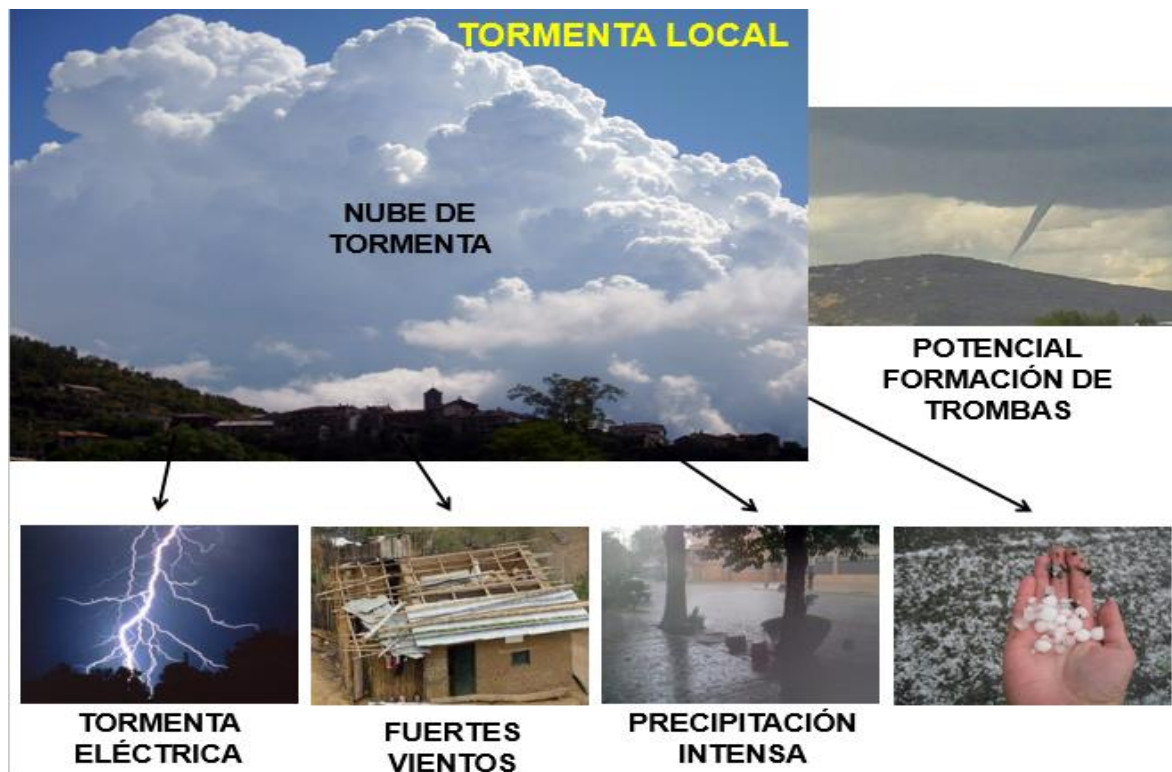 TORMENTA LOCAL
NUBE DE
TORMENTA
POTENCIAL
FORMACIÓN DE
TROMBAS
TORMENTA
ELÉCTRICA
FUERTES
VIENTOS
PRECIPITACIÓN
INTENSA